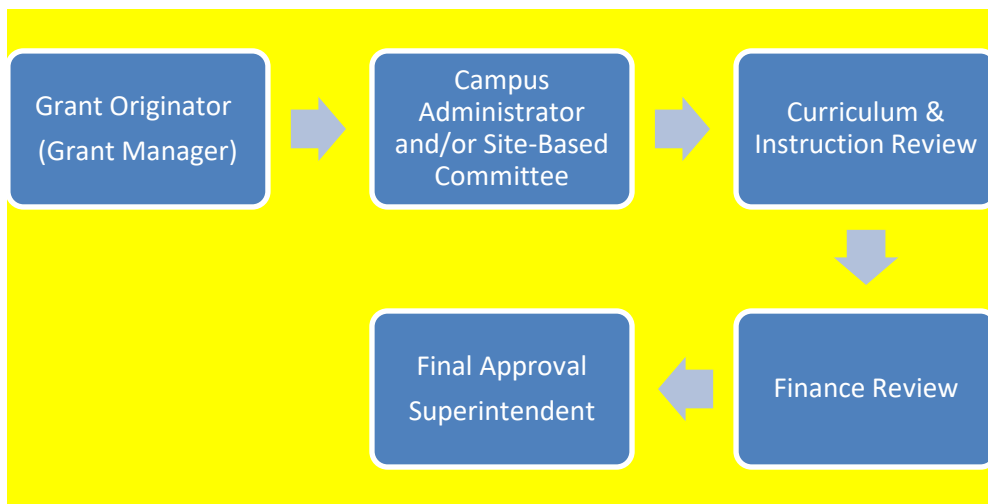 Grant Originator
(Grant Manager)
Campus
Administrator
and/or Site-Based
Committee
Curriculum &
Instruction Review
Finance Review
Final Approval
Superintendent